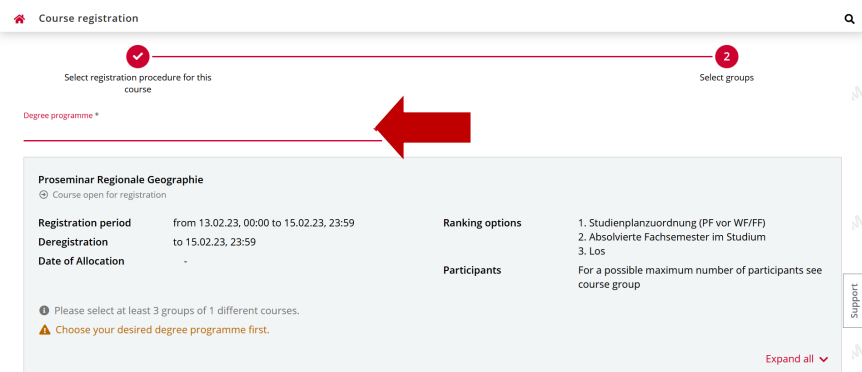 Course registration
2
Select registration procedure for this
course
Select groups
Degree programme *
Proseminar Regionale Geographie
Course open for registration
Registration period from 13.02.23, 00:00 to 15.02.23, 23:59
Deregistration to 15.02.23, 23:59
Date of Allocation -
Ranking options 1. Studienplanzuordnung (PF vor WF/FF)
2. Absolvierte Fachsemester im Studium
3. Los
Participants For a possible maximum number of participants see
course group
Please select at least 3 groups of 1 different courses.
Choose your desired degree programme first.
Expand all
Support